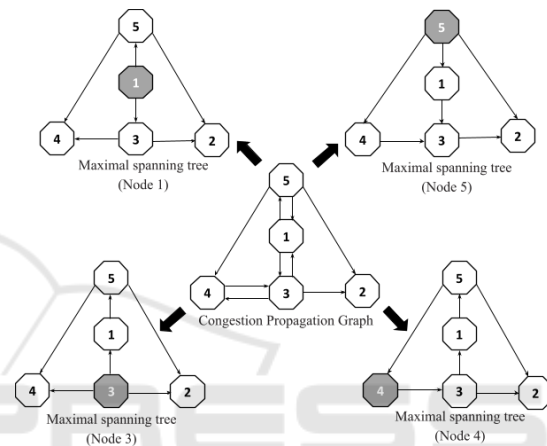 5
1
4
3
2
Maximal spanning tree
(Node 1)
5
1
4
3
2
Maximal spanning tree
(Node 5)
5
1
4
3
2
Congestion Propagation Graph
5
1
4
3
2
Maximal spanning tree
(Node 3)
5
1
4
3
2
Maximal spanning tree
(Node 4)